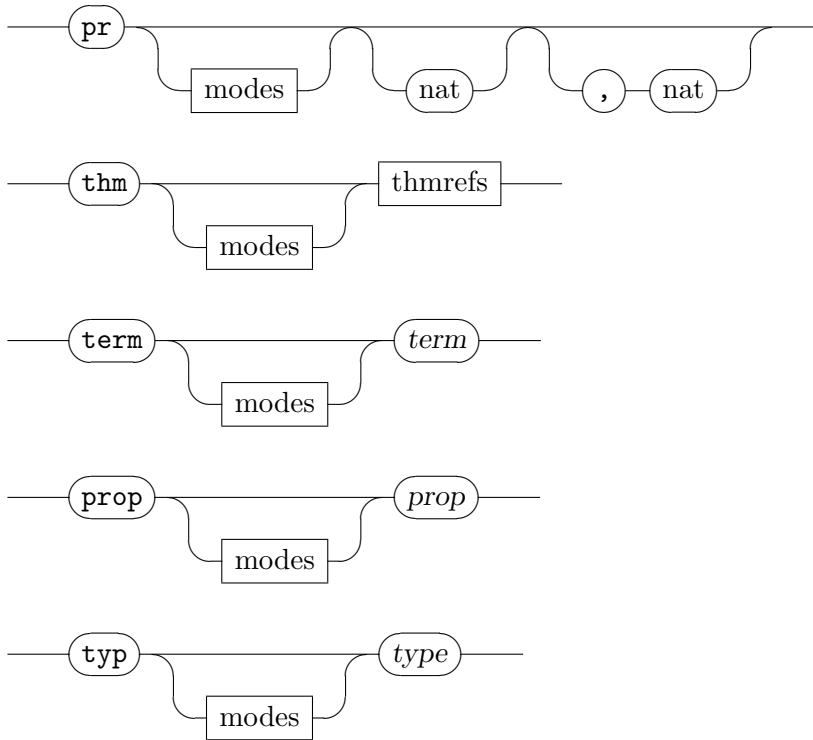 pr
modes nat , nat
thm thmrefs
modes
term term
modes
prop prop
modes
typ type
modes